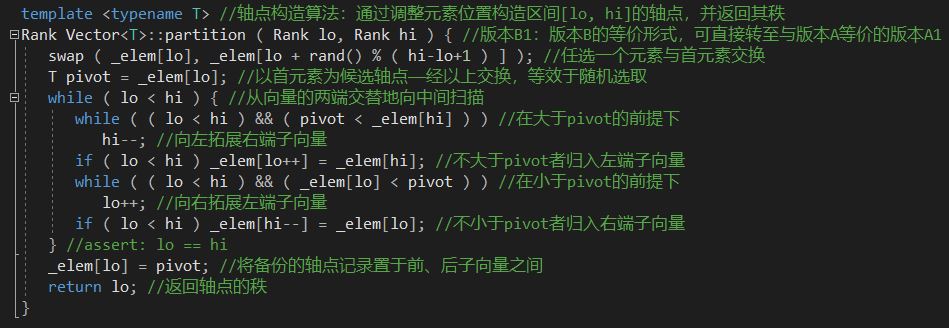 template <typename T> //轴点构造算法：通过调整元素位置构造区间[lo, hi]的轴点，并返回其秩
Rank Vector<T>::partition ( Rank lo, Rank hi ) { //版本B1：版本B的等价形式，可直接转至与版本A等价的版本A1
swap ( _elem[lo], _elem[lo + rand() % ( hi-lo+1 ) ] ); //任选一个元素与首元素交换
T pivot = _elem[lo]; //以首元素为候选轴点—经以上交换，等效于随机选取
while ( lo < hi ) { //从向量的两端交替地向中间扫描
while ( ( lo < hi ) && ( pivot < _elem[hi] ) ) //在大于pivot的前提下
hi--; //向左拓展右端子向量
if ( lo < hi ) _elem[lo++] = _elem[hi]; //不大于pivot者归入左端子向量
while ( ( lo < hi ) && ( _elem[lo] < pivot ) ) //在小于pivot的前提下
lo++; //向右拓展左端子向量
if ( lo < hi ) _elem[hi--] = _elem[lo]; //不小于pivot者归入右端子向量
} //assert: lo == hi
_elem[lo] = pivot; //将备份的轴点记录置于前、后子向量之间
return lo; //返回轴点的秩
}